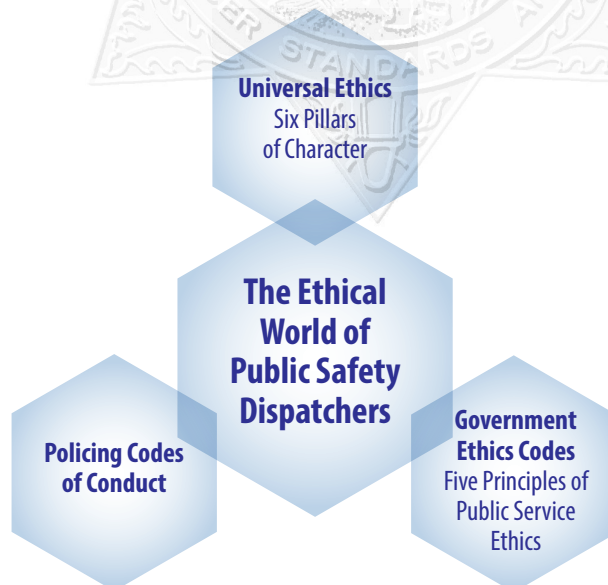 STANDARDS
Universal Ethics
Six Pillars
of Character
The Ethical
World of
Public Safety
Dispatchers
Policing Codes
of Conduct
Government
Ethics Codes
Five Principles of
Public Service
Ethics